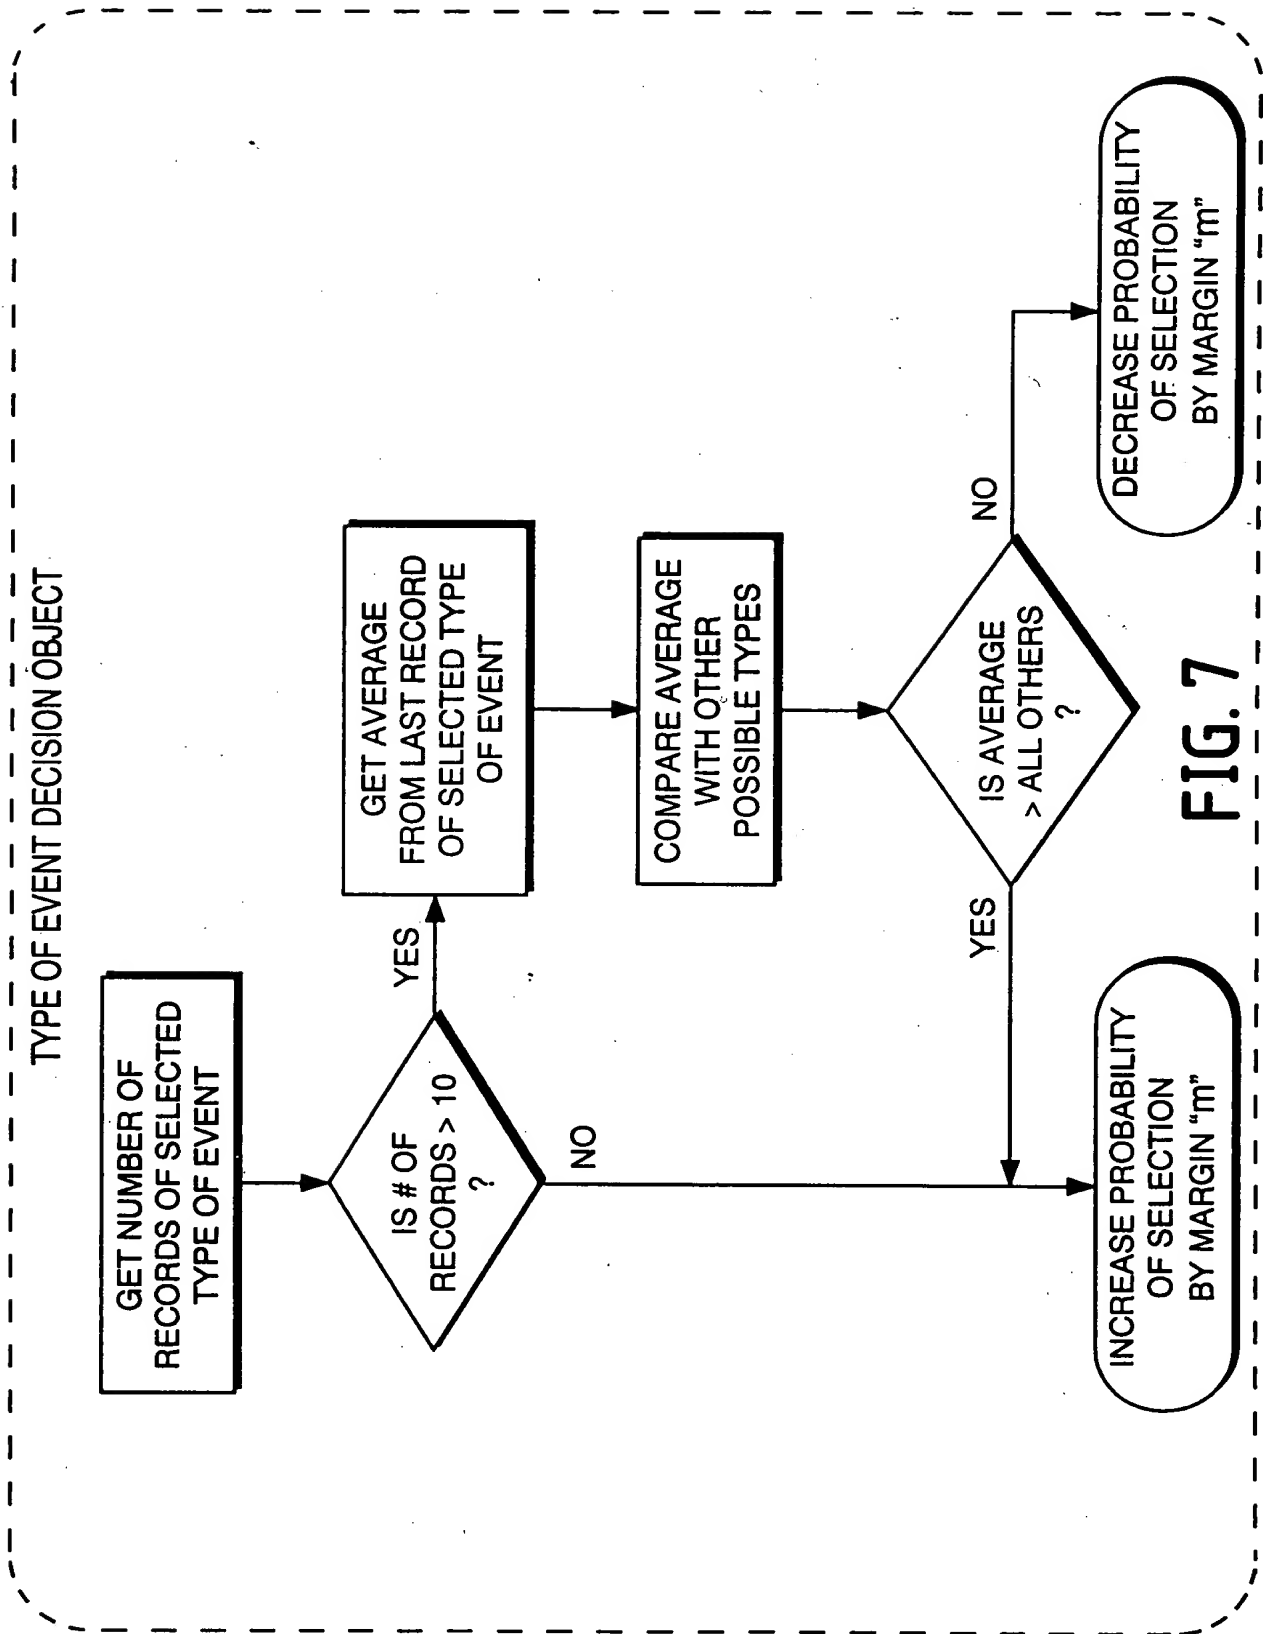 TYPE OF EVENT DECISION OBJECT
GET NUMBER OF
RECORDS OF SELECTED
TYPE OF EVENT
IS # OF
RECORDS > 10
?
YES
NO
GET AVERAGE
FROM LAST RECORD
OF SELECTED TYPE
OF EVENT
COMPARE AVERAGE
WITH OTHER
POSSIBLE TYPES
IS AVERAGE
> ALL OTHERS
?
YES
NO
INCREASE PROBABILITY
OF SELECTION
BY MARGIN “m”
DECREASE PROBABILITY
OF SELECTION
BY MARGIN “m”
FIG. 7